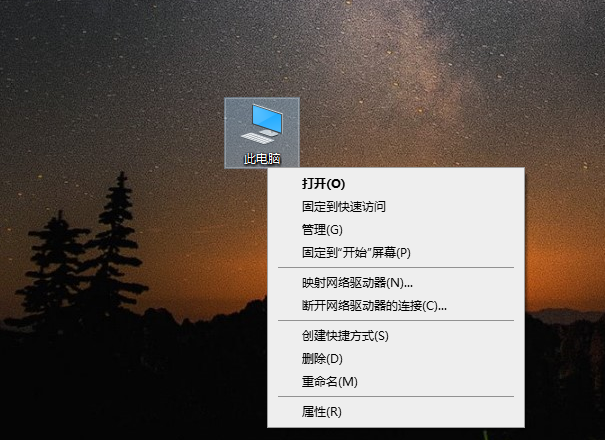 此电脑
打开(O)
固定到快速访问
管理(G)
固定到"开始"屏幕(P)
映射网络驱动器(N)...
断开网络驱动器的连接(C)...
创建快捷方式(S)
删除(D)
重命名(M)
属性(R)